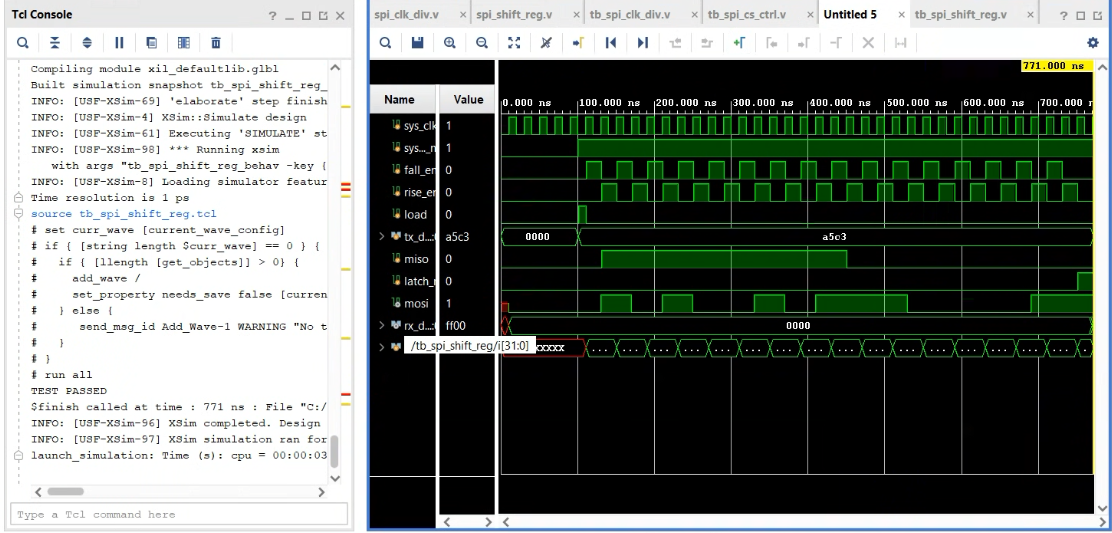 Tcl Console
? _ □ X
Compiling module xil_defaultlib.glbl
Built simulation snapshot tb_spi_shift_reg_
INFO: [USF-XSim-69] 'elaborate' step finish
INFO: [USF-XSim-4] XSim::Simulate design
INFO: [USF-XSim-61] Executing 'SIMULATE' st
INFO: [USF-XSim-98] *** Running xsim
with args "tb_spi_shift_reg_behav -key {
INFO: [USF-XSim-8] Loading simulator featur
Time resolution is 1 ps
source tb_spi_shift_reg.tcl
# set curr_wave [current_wave_config]
# if { [string length $curr_wave] == 0 } {
# if { [llength [get_objects]] > 0} {
# add_wave /
# set_property needs_save false [curren
# } else {
# send_msg_id Add_Wave-1 WARNING "No t
# }
# }
# run all
TEST PASSED
$finish called at time : 771 ns : File "C:/
INFO: [USF-XSim-96] XSim completed. Design
INFO: [USF-XSim-97] XSim simulation ran for
launch_simulation: Time (s): cpu = 00:00:03
Type a Tcl command here
spi_clk_div.v spi_shift_reg.v tb_spi_clk_div.v tb_spi_cs_ctrl.v Untitled 5 tb_spi_shift_reg.v ?
771.000 ns
Name Value
0.000 ns 100.000 ns 200.000 ns 300.000 ns 400.000 ns 500.000 ns 600.000 ns 700.000 n
sys_clk 1
sys..._n 1
fall_en 0
rise_en 0
load 0
tx_d... a5c3 0000 a5c3
miso 0
latch_ 0
mosi 1
rx_d... ff00 0000
/tb_spi_shift_reg/i[31:0] xxxxx ... ... ... ... ... ... ... ... ... ... ... ... ... ... ... ...